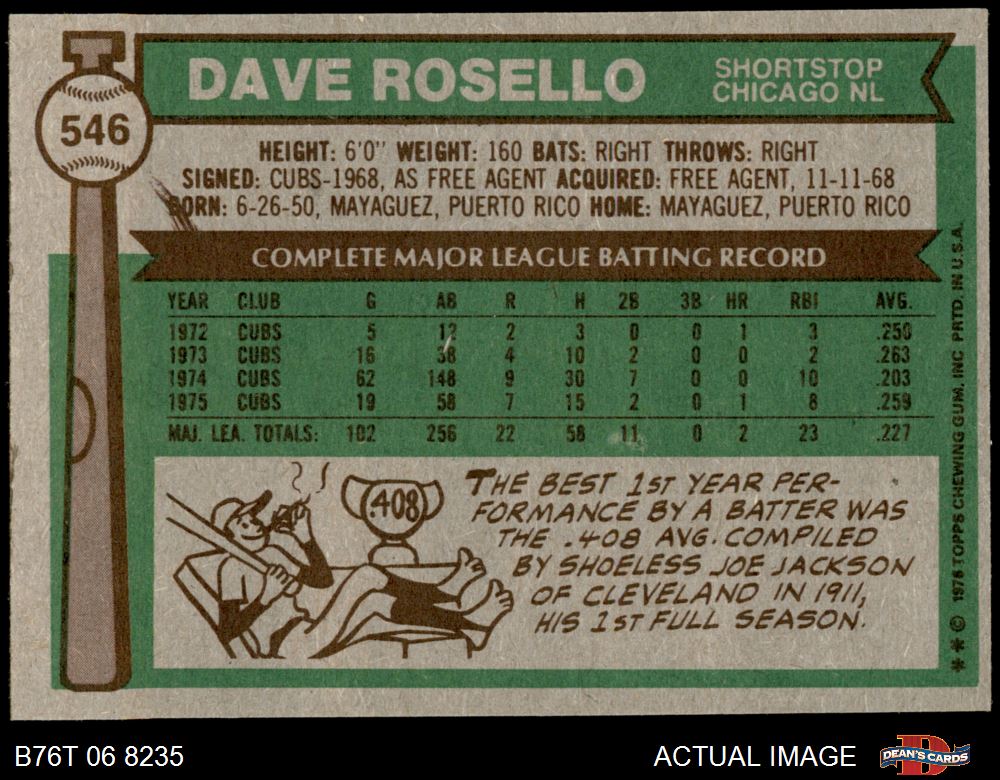 DAVE ROSELLO
SHORTSTOP
CHICAGO NL
546
HEIGHT: 6'0" WEIGHT: 160 BATS: RIGHT THROWS: RIGHT
SIGNED: CUBS-1968, AS FREE AGENT ACQUIRED: FREE AGENT, 11-11-68
BORN: 6-26-50, MAYAGUEZ, PUERTO RICO HOME: MAYAGUEZ, PUERTO RICO
COMPLETE MAJOR LEAGUE BATTING RECORD
YEAR CLUB G AB R H 2B 3B HR RBI AVG.
1972 CUBS 5 12 2 3 0 0 1 3 .250
1973 CUBS 16 38 4 10 2 0 0 2 .263
1974 CUBS 62 148 9 30 7 0 0 10 .203
1975 CUBS 19 58 7 15 2 0 1 8 .259
MAJ. LEA. TOTALS: 102 256 22 58 11 0 2 23 .227
.408
THE BEST 1ST YEAR PER-
FORMANCE BY A BATTER WAS
THE .408 AVG. COMPILED
BY SHOELESS JOE JACKSON
OF CLEVELAND IN 1911,
HIS 1ST FULL SEASON.
** © 1976 TOPPS CHEWING GUM, INC PRTD. IN U.S.A.
B76T 06 8235
ACTUAL IMAGE
DEAN'S CARDS